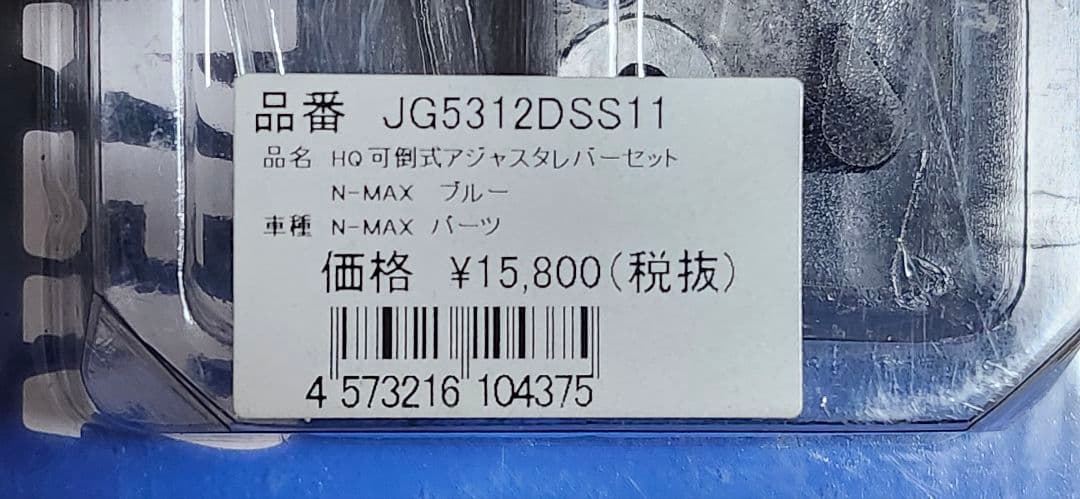 品番 JG5312DSS11
品名 HQ可倒式アジャスタレバーセット
N-MAX ブルー
車種 N-MAX パーツ
価格 ¥15,800(税抜)
4 573216 104375